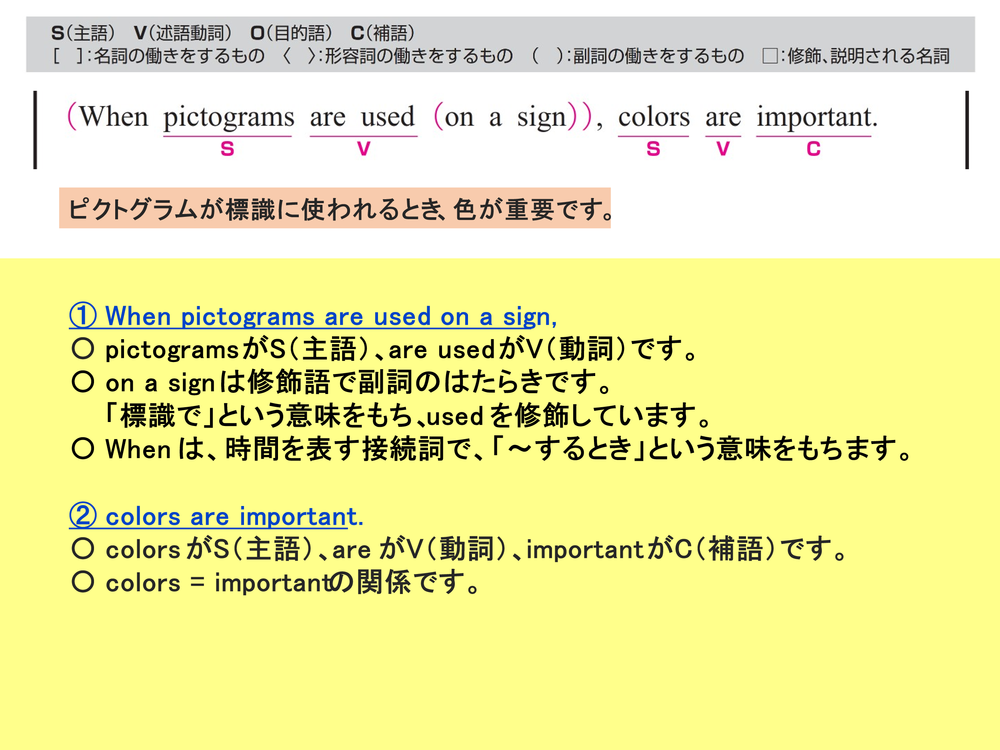 S（主語）　V（述語動詞）　O（目的語）　C（補語）
［　］：名詞の働きをするもの　〈　〉：形容詞の働きをするもの　（　）：副詞の働きをするもの　□：修飾、説明される名詞
(When pictograms are used (on a sign)), colors are important.
S V S V C
ピクトグラムが標識に使われるとき、色が重要です。
① When pictograms are used on a sign,
○ pictogramsがS（主語）、are usedがV（動詞）です。
○ on a signは修飾語で副詞のはたらきです。
「標識で」という意味をもち、usedを修飾しています。
○ Whenは、時間を表す接続詞で、「～するとき」という意味をもちます。
② colors are important.
○ colorsがS（主語）、areがV（動詞）、importantがC（補語）です。
○ colors = importantの関係です。